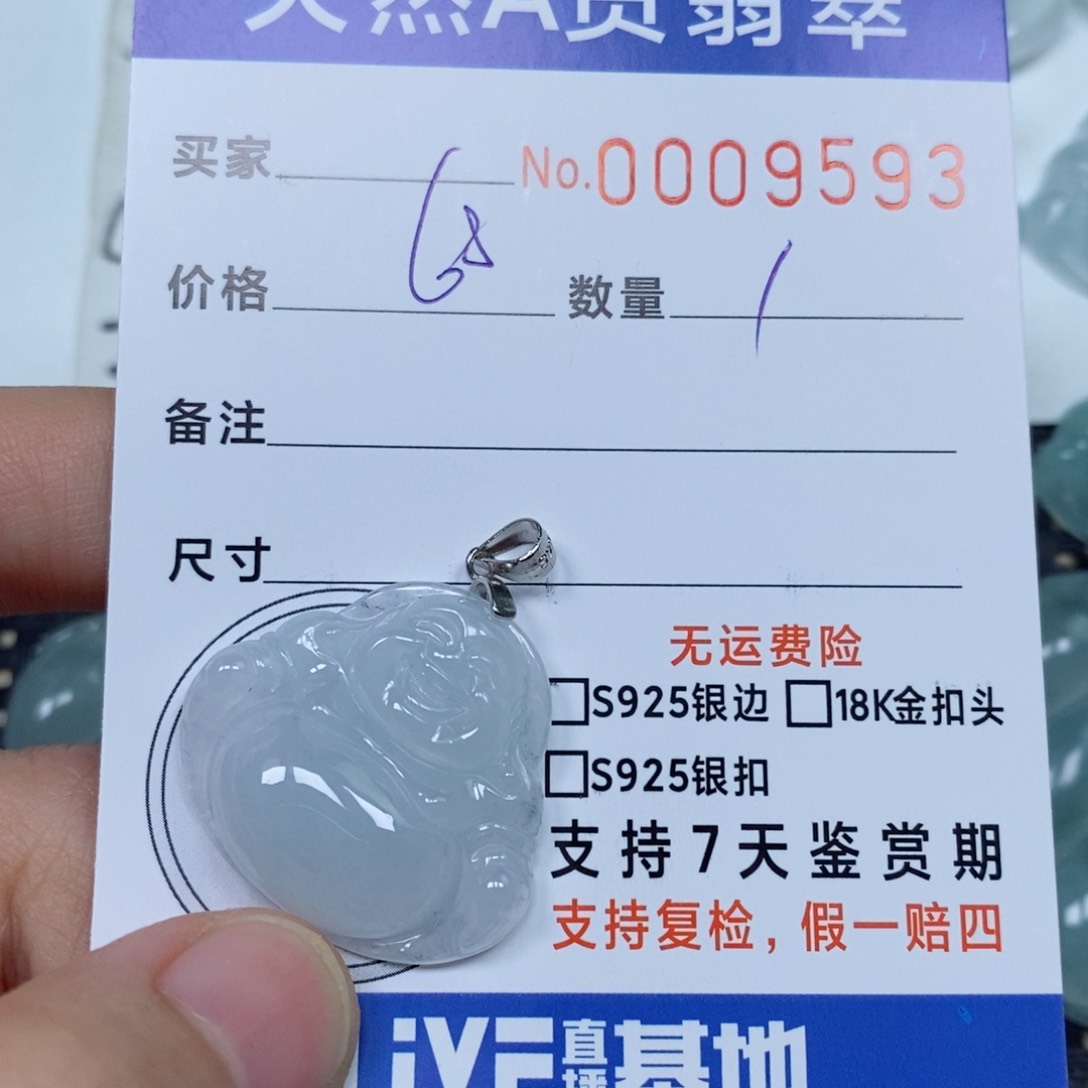 天然A货翡翠
买家 No.0009593
价格 68 数量 1
备注
尺寸
无运费险
□S925银边 □18K金扣头
□S925银扣
支持7天鉴赏期
支持复检，假一赔四
直播基地